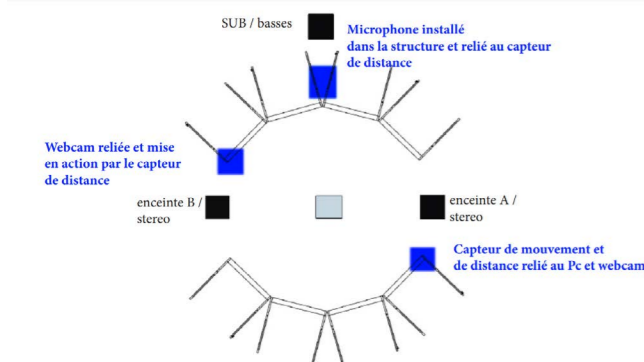 SUB / basses
Microphone installé
dans la structure et relié au capteur
de distance
Webcam reliée et mise
en action par le capteur
de distance
enceinte B /
stereo
enceinte A /
stereo
Capteur de mouvement et
de distance relié au Pc et webcam